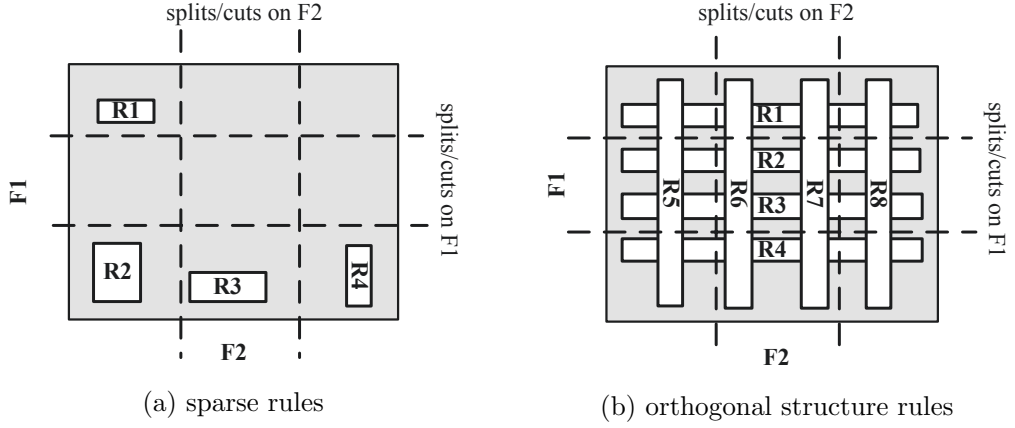 splits/cuts on F2
R1
R2
R3
R4
F1
splits/cuts on F1
F2
(a) sparse rules
splits/cuts on F2
R1
R2
R3
R4
R5
R6
R7
R8
F1
splits/cuts on F1
F2
(b) orthogonal structure rules